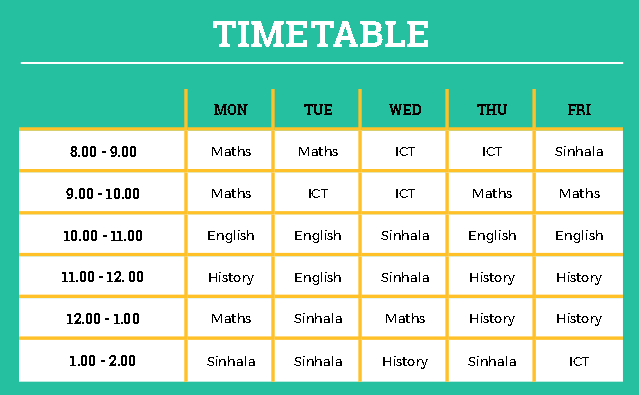 TIMETABLE
MON TUE WED THU FRI
8.00 - 9.00 Maths Maths ICT ICT Sinhala
9.00 - 10.00 Maths ICT ICT Maths Maths
10.00 - 11.00 English English Sinhala English English
11.00 - 12. 00 History English Sinhala History History
12.00 - 1.00 Maths Sinhala Maths History History
1.00 - 2.00 Sinhala Sinhala History Sinhala ICT